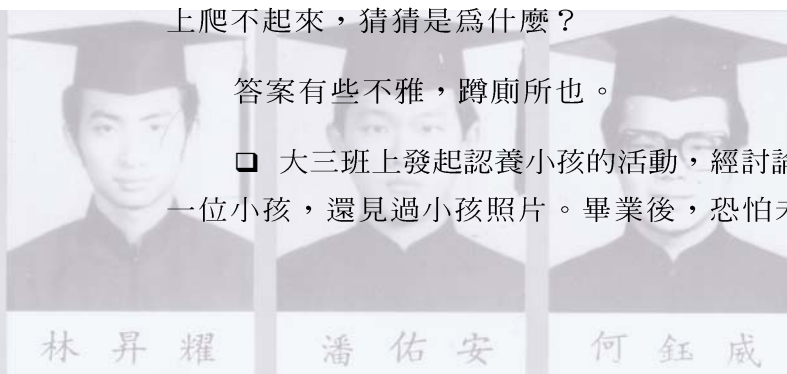 上爬不起來，猜猜是爲什麼？
答案有些不雅，蹲廁所也。
❑ 大三班上發起認養小孩的活動，經討論
一位小孩，還見過小孩照片。畢業後，恐怕未
林昇耀 潘佑安 何鈺威